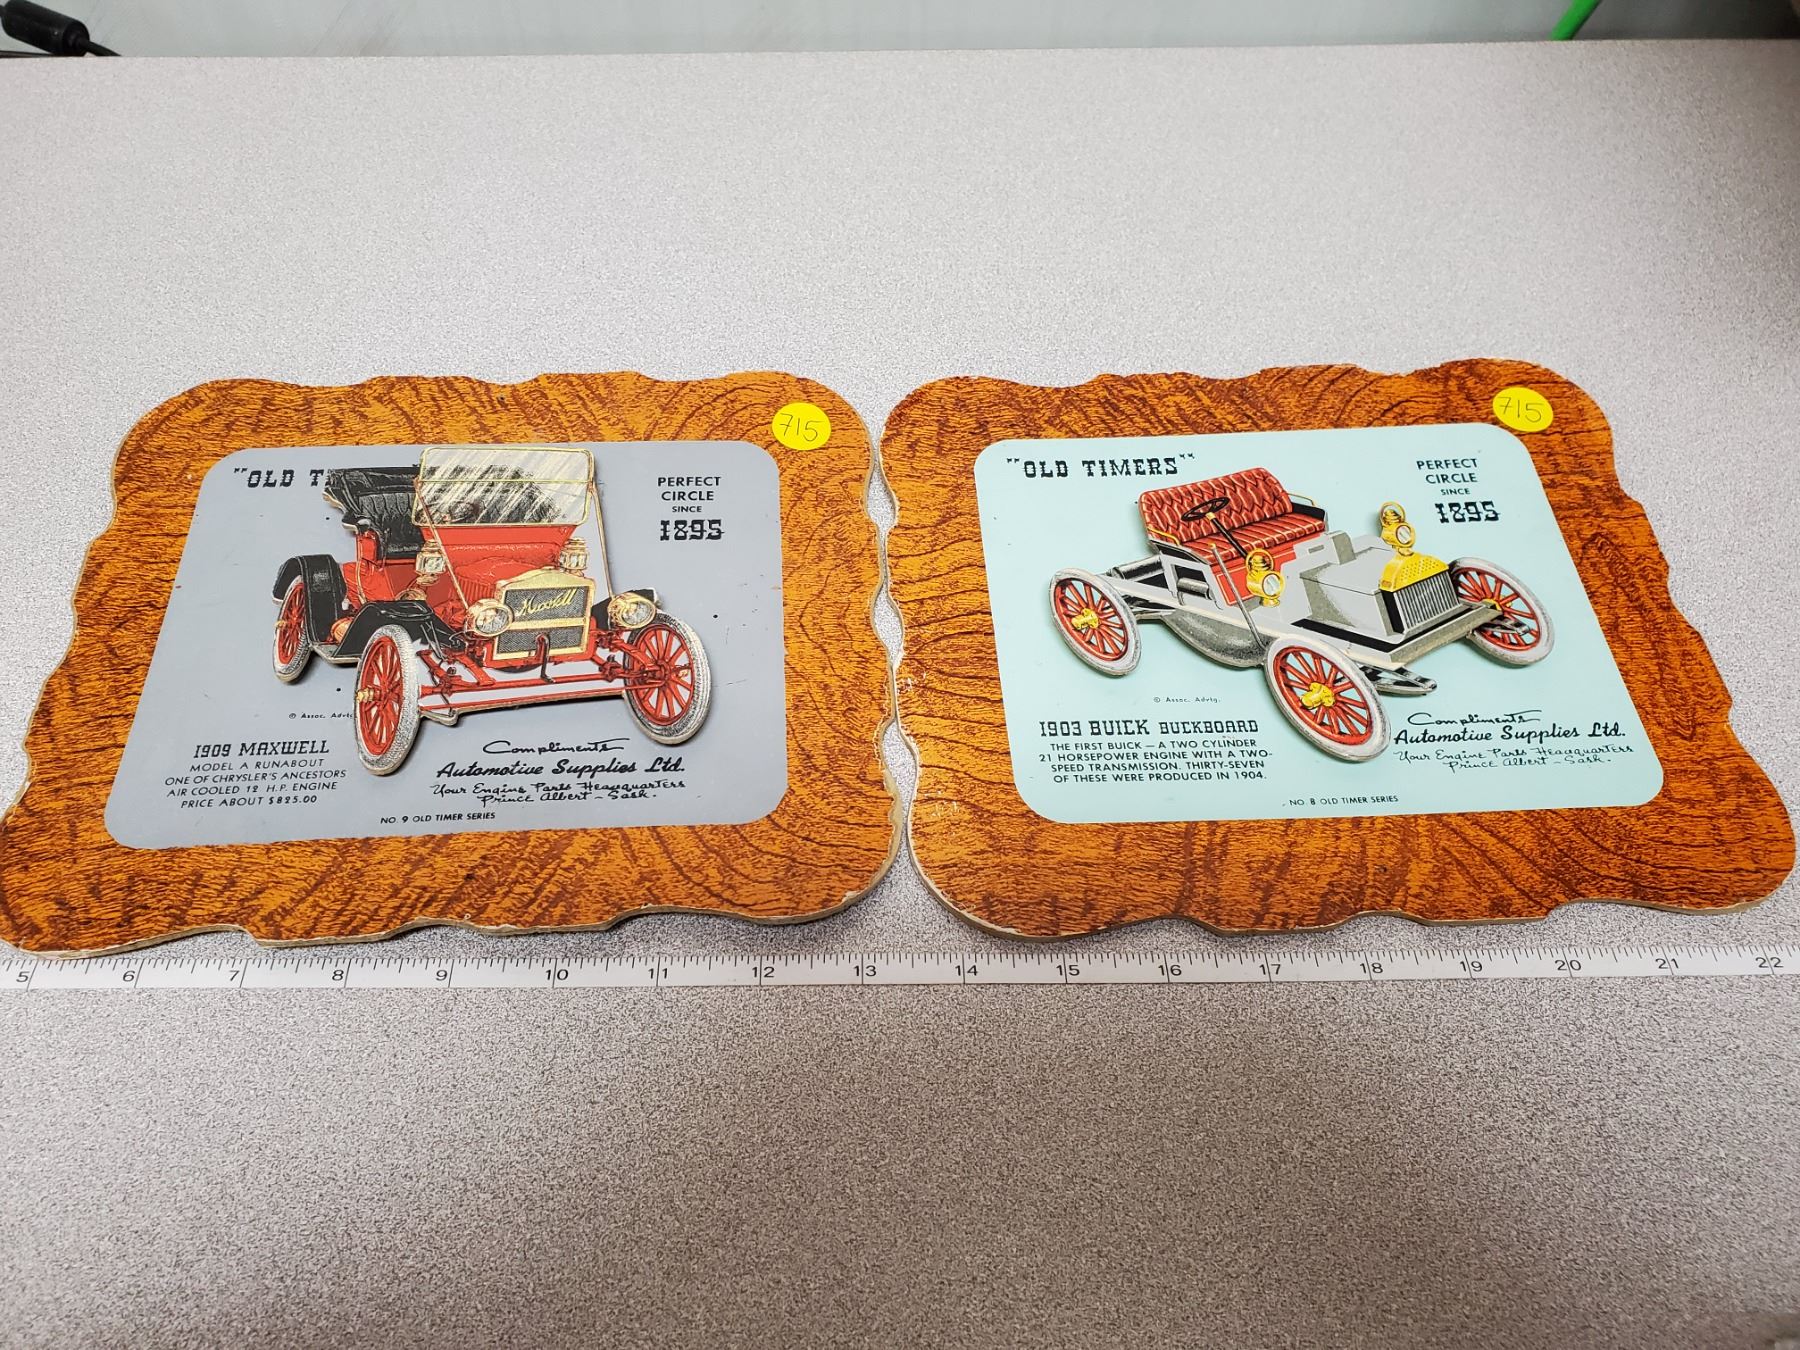 "OLD TI
PERFECT
CIRCLE
SINCE
1895
715
Maxwell
© Assoc. Advtg.
1909 MAXWELL
MODEL A RUNABOUT
ONE OF CHRYSLER'S ANCESTORS
AIR COOLED 12 H.P. ENGINE
PRICE ABOUT $825.00
Compliments
Automotive Supplies Ltd.
Your Engine Parts Headquarters
Prince Albert - Sask.
NO. 9 OLD TIMER SERIES
"OLD TIMERS"
PERFECT
CIRCLE
SINCE
1895
715
© Assoc. Advtg.
1903 BUICK BUCKBOARD
THE FIRST BUICK — A TWO CYLINDER
21 HORSEPOWER ENGINE WITH A TWO-
SPEED TRANSMISSION. THIRTY-SEVEN
OF THESE WERE PRODUCED IN 1904.
Compliments
Automotive Supplies Ltd.
Your Engine Parts Headquarters
Prince Albert - Sask.
NO. 8 OLD TIMER SERIES
5 6 7 8 9 10 11 12 13 14 15 16 17 18 19 20 21 22